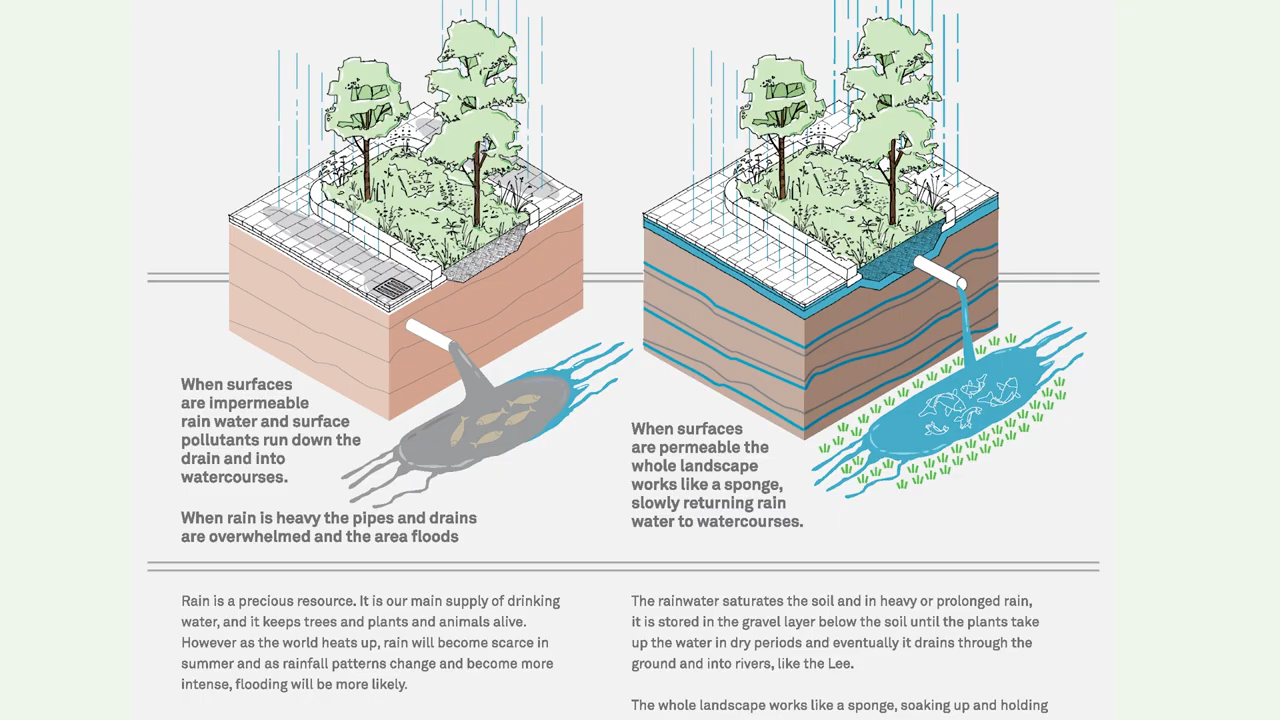 When surfaces
are impermeable
rain water and surface
pollutants run down the
drain and into
watercourses.
When rain is heavy the pipes and drains
are overwhelmed and the area floods
When surfaces
are permeable the
whole landscape
works like a sponge,
slowly returning rain
water to watercourses.
Rain is a precious resource. It is our main supply of drinking
water, and it keeps trees and plants and animals alive.
However as the world heats up, rain will become scarce in
summer and as rainfall patterns change and become more
intense, flooding will be more likely.
The rainwater saturates the soil and in heavy or prolonged rain,
it is stored in the gravel layer below the soil until the plants take
up the water in dry periods and eventually it drains through the
ground and into rivers, like the Lee.
The whole landscape works like a sponge, soaking up and holding